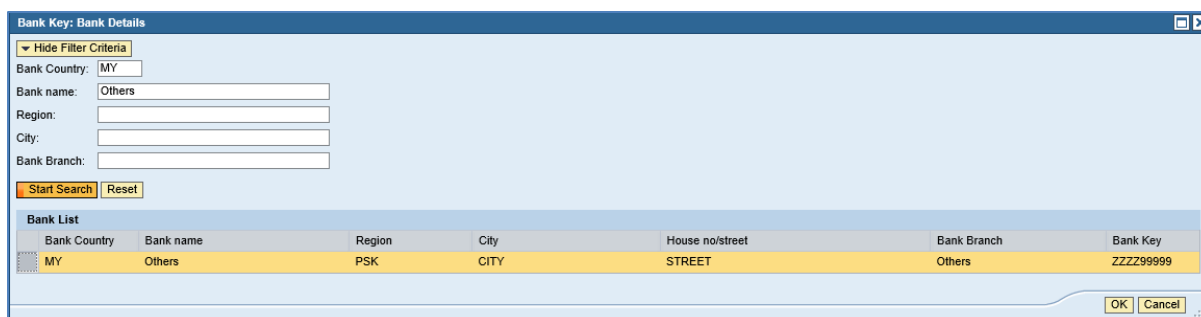 Bank Key: Bank Details
Hide Filter Criteria
Bank Country: MY
Bank name: Others
Region:
City:
Bank Branch:
Start Search Reset
Bank List
Bank Country Bank name Region City House no/street Bank Branch Bank Key
MY Others PSK CITY STREET Others ZZZZ99999
OK Cancel